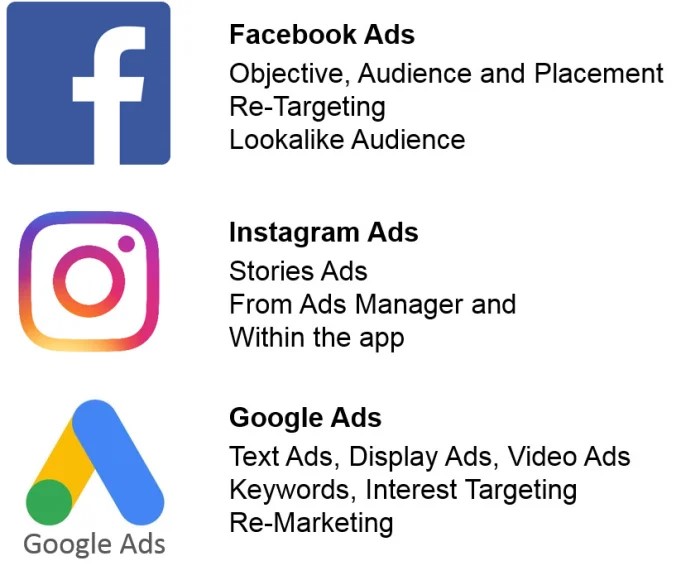 Facebook Ads
Objective, Audience and Placement
Re-Targeting
Lookalike Audience
Instagram Ads
Stories Ads
From Ads Manager and
Within the app
Google Ads
Text Ads, Display Ads, Video Ads
Keywords, Interest Targeting
Re-Marketing
Google Ads